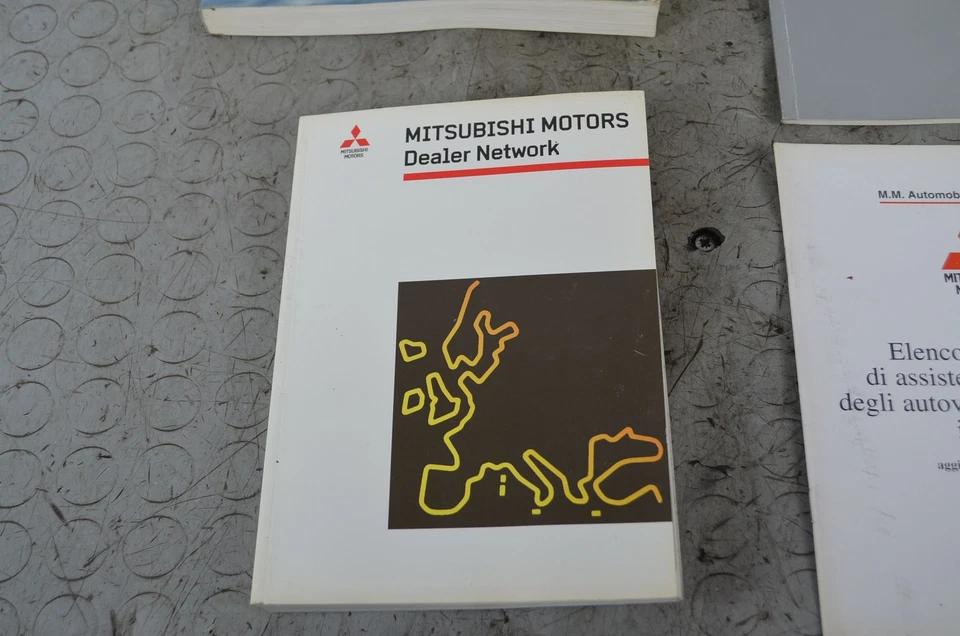 MITSUBISHI
MOTORS
MITSUBISHI MOTORS
Dealer Network
M.M. Automob
Elenco
di assiste
degli autov
aggi